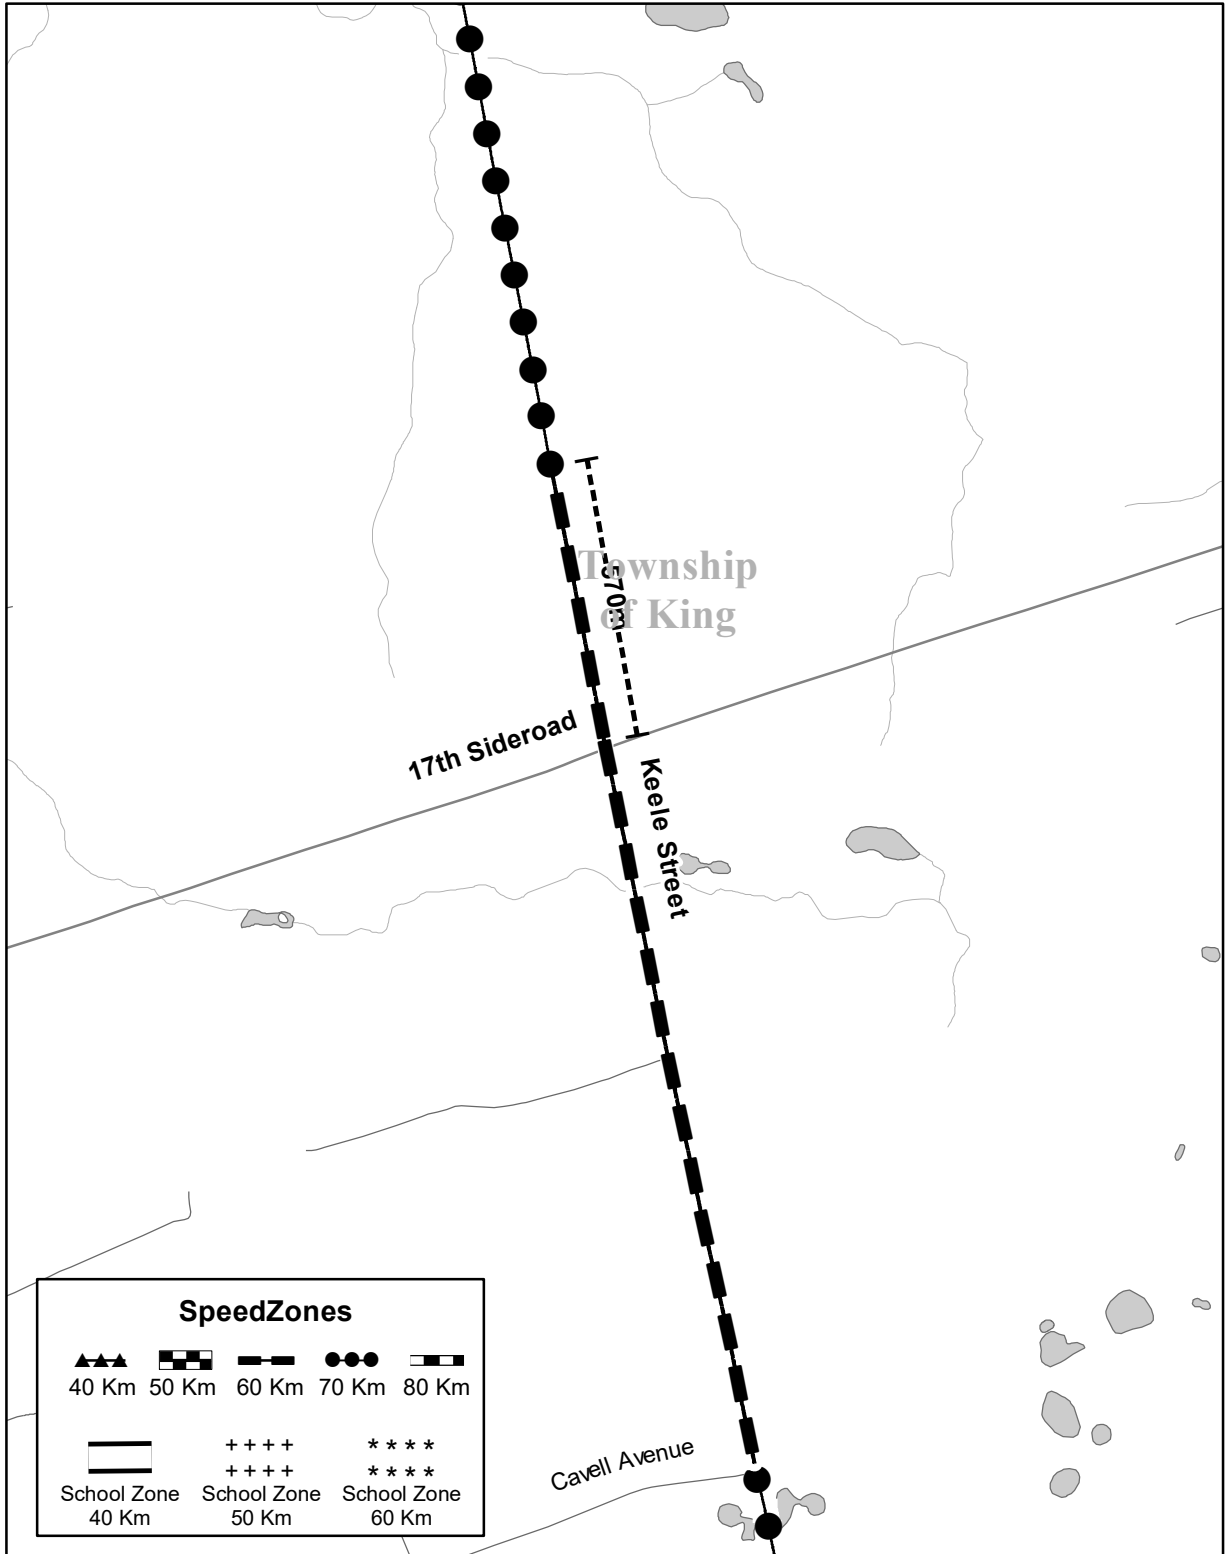 Township
of King
570m
17th Sideroad
Keele Street
Cavell Avenue
SpeedZones
40 Km
50 Km
60 Km
70 Km
80 Km
School Zone
40 Km
School Zone
50 Km
School Zone
60 Km